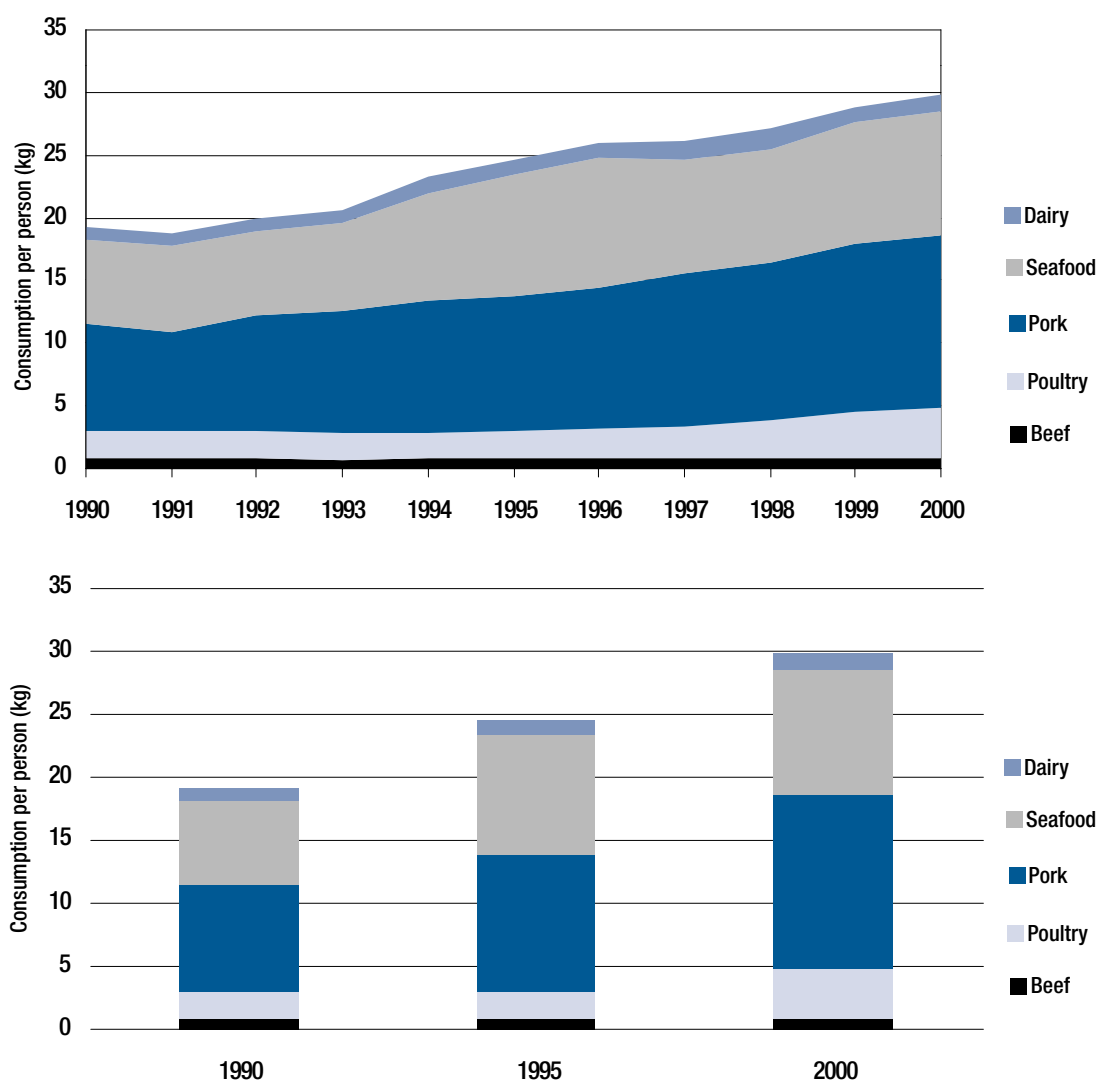 35
30
25
20
15
10
5
0
Consumption per person (kg)
1990 1991 1992 1993 1994 1995 1996 1997 1998 1999 2000
Dairy
Seafood
Pork
Poultry
Beef
35
30
25
20
15
10
5
0
Consumption per person (kg)
1990 1995 2000
Dairy
Seafood
Pork
Poultry
Beef